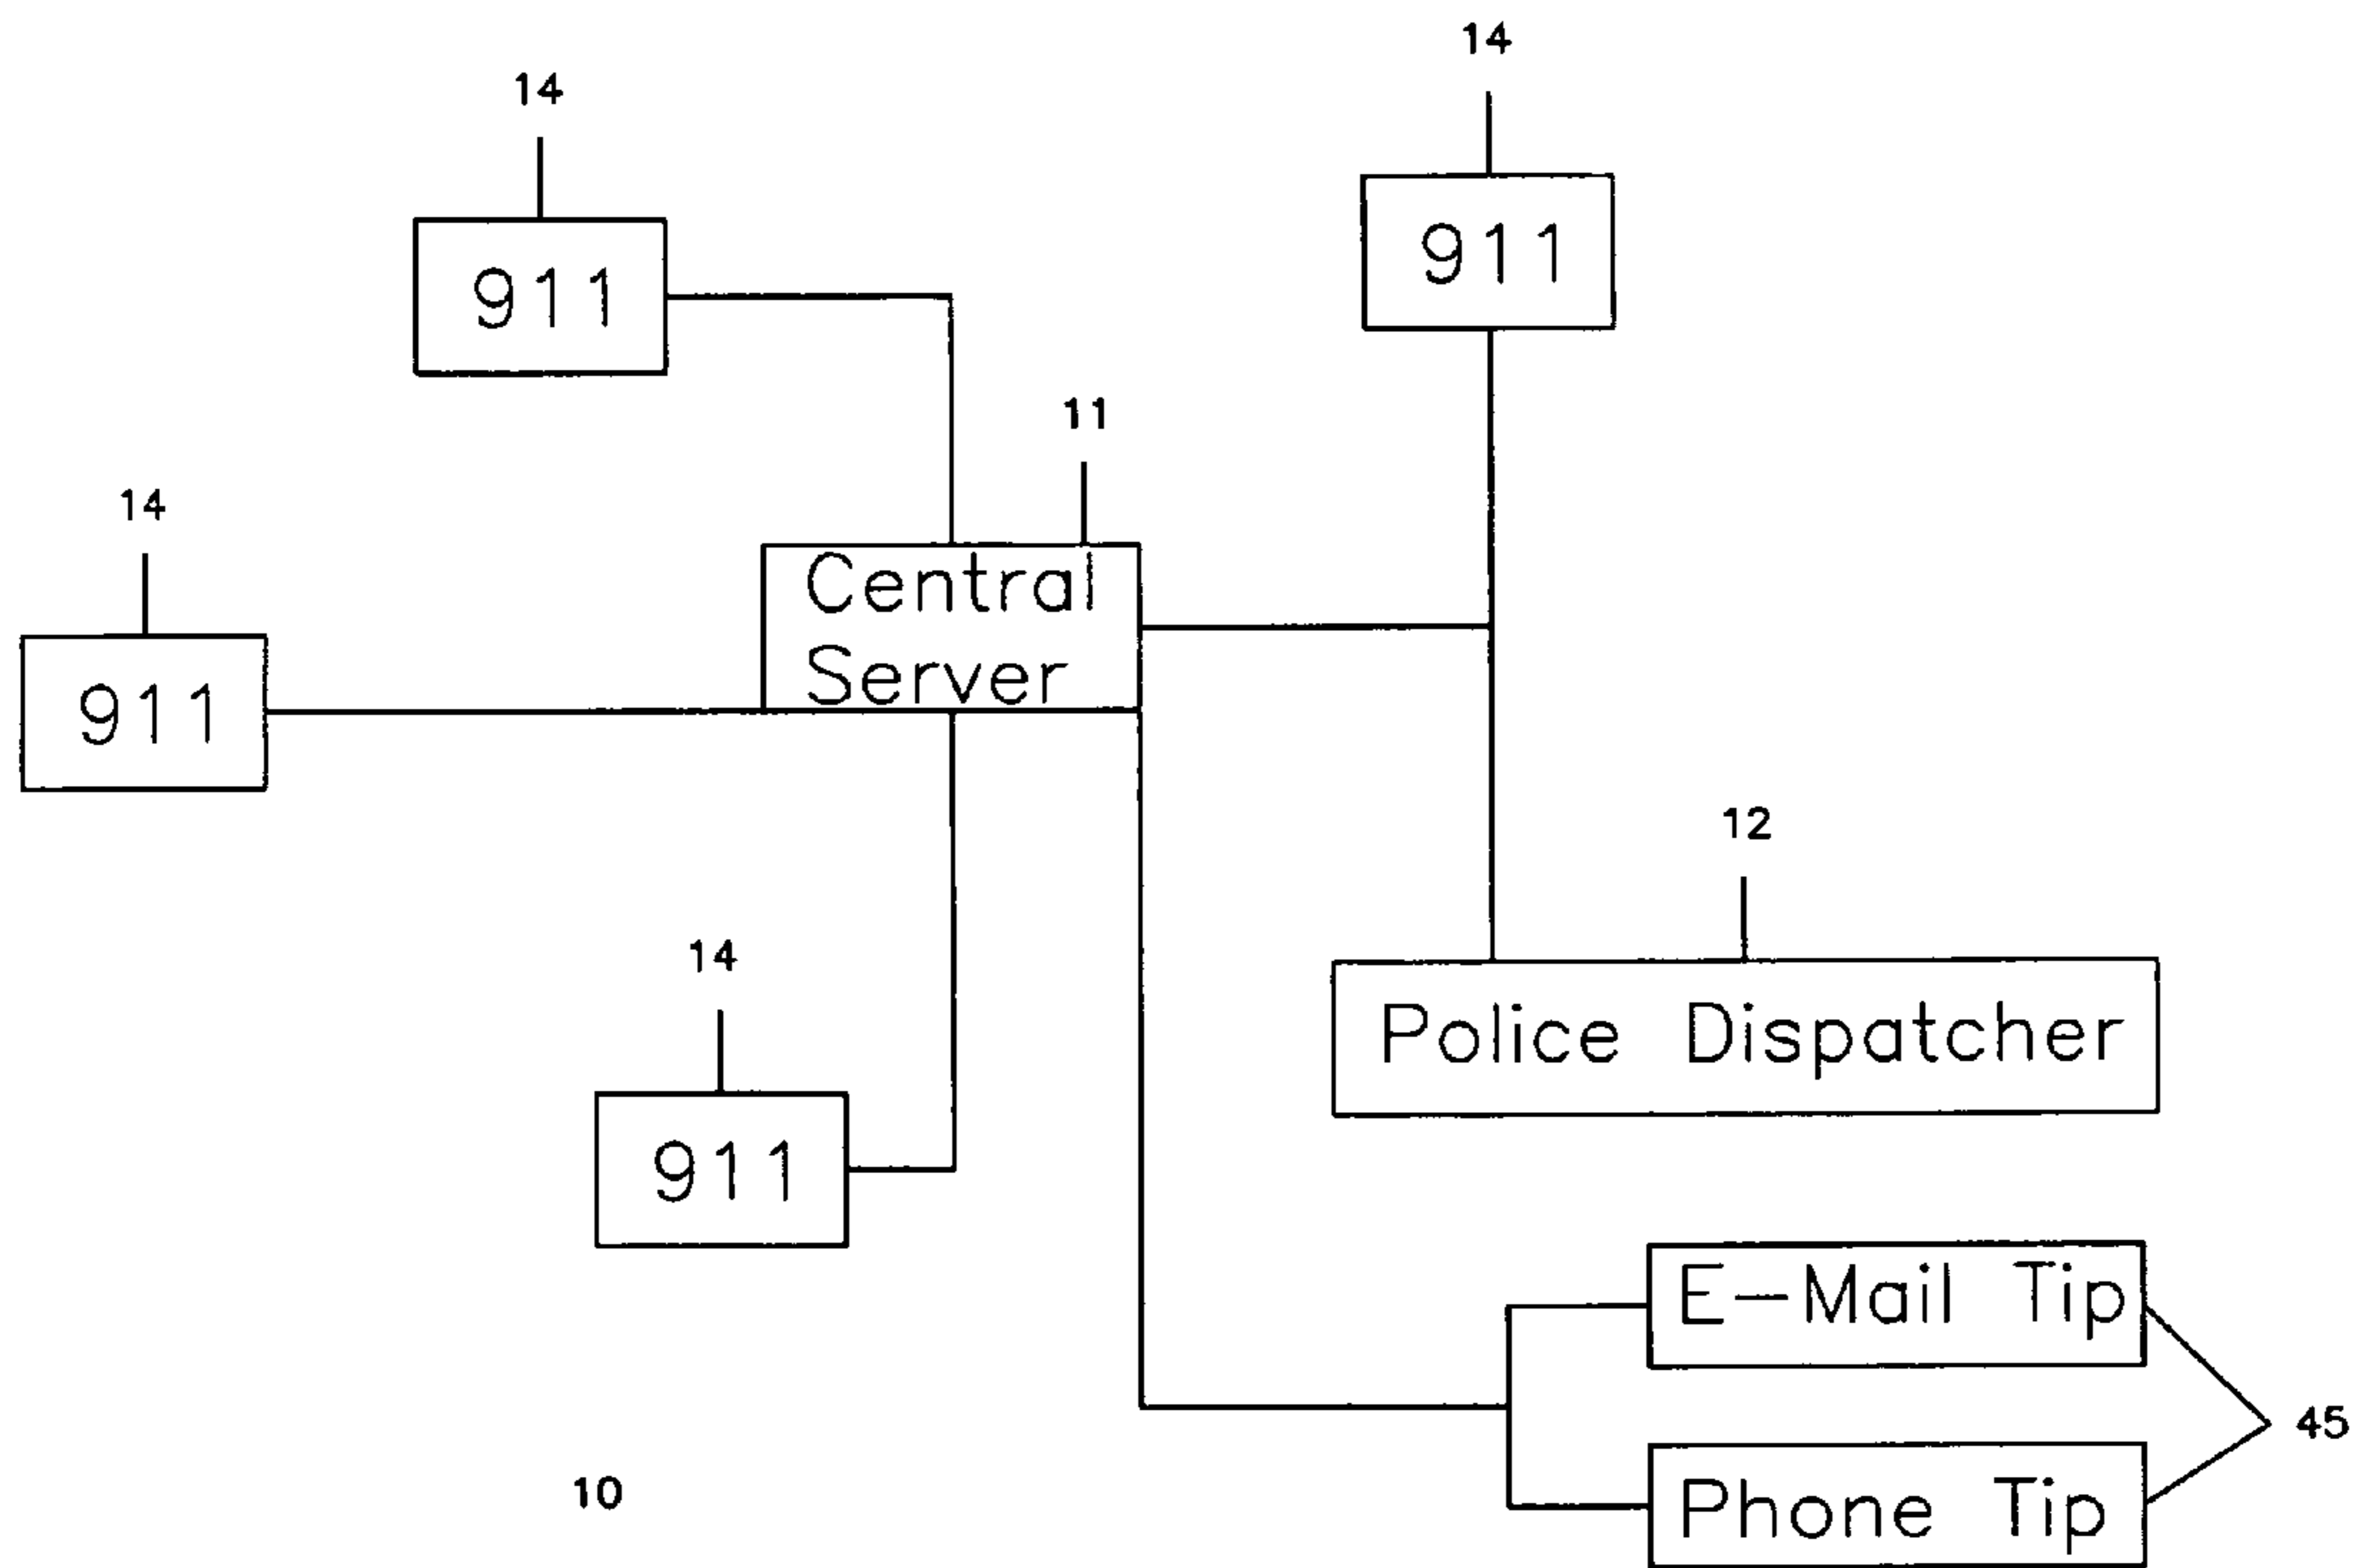 14
14
911
911
11
14
Central
Server
911
12
14
Police Dispatcher
911
E-Mail Tip
45
10
Phone Tip